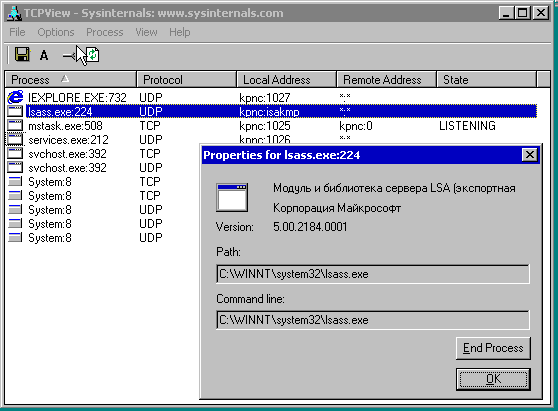 TCPView - Sysinternals: www.sysinternals.com
File Options Process View Help
A
Process Protocol Local Address Remote Address State
IEXPLORE.EXE:732 UDP kpnc:1027 *:*
lsass.exe:224 UDP kpnc:isakmp *:*
mstask.exe:508 TCP kpnc:1025 kpnc:0 LISTENING
services.exe:212 UDP kpnc:1026 *:*
svchost.exe:392 TCP
svchost.exe:392 UDP
System:8 TCP
System:8 TCP
System:8 UDP
System:8 UDP
System:8 UDP
Properties for lsass.exe:224
Модуль и библиотека сервера LSA (экспортная
Корпорация Майкрософт
Version: 5.00.2184.0001
Path:
C:\WINNT\system32\lsass.exe
Command line:
C:\WINNT\system32\lsass.exe
End Process
OK